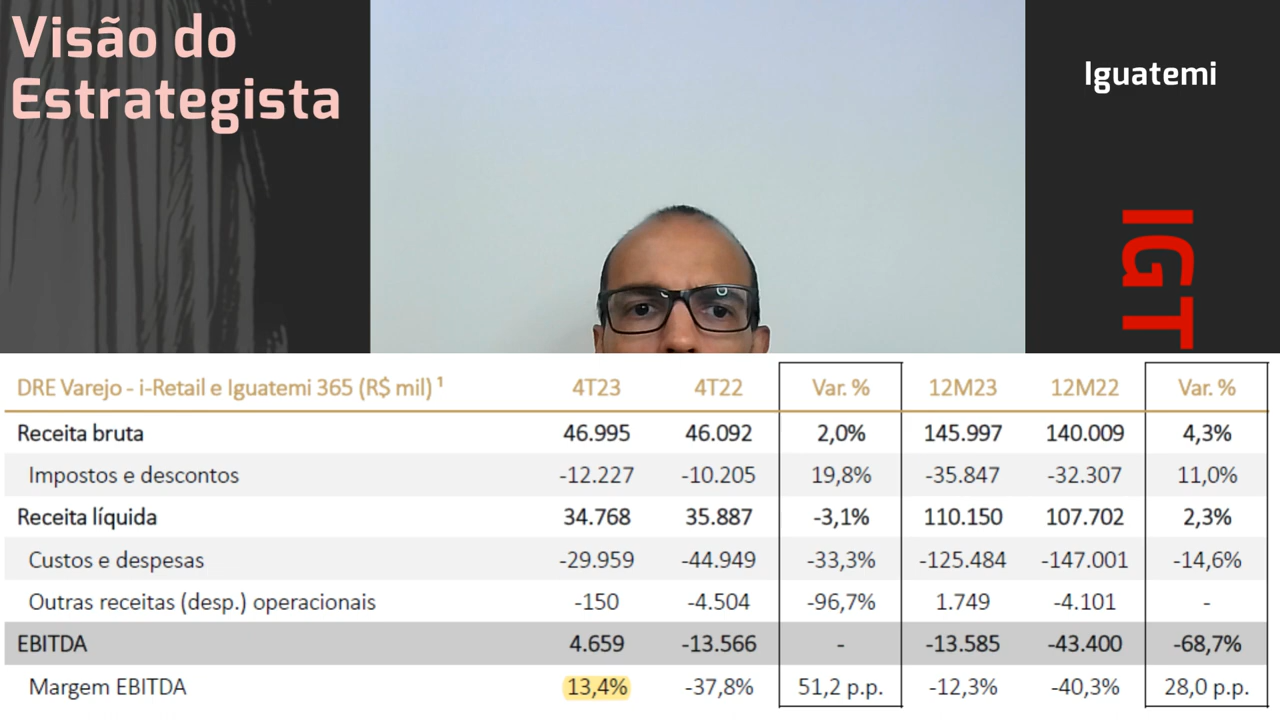 Visão do
Estrategista
Iguatemi
IGT
DRE Varejo - i-Retail e Iguatemi 365 (R$ mil) ¹ 4T23 4T22 Var. % 12M23 12M22 Var. %
Receita bruta 46.995 46.092 2,0% 145.997 140.009 4,3%
Impostos e descontos -12.227 -10.205 19,8% -35.847 -32.307 11,0%
Receita líquida 34.768 35.887 -3,1% 110.150 107.702 2,3%
Custos e despesas -29.959 -44.949 -33,3% -125.484 -147.001 -14,6%
Outras receitas (desp.) operacionais -150 -4.504 -96,7% 1.749 -4.101 -
EBITDA 4.659 -13.566 - -13.585 -43.400 -68,7%
Margem EBITDA 13,4% -37,8% 51,2 p.p. -12,3% -40,3% 28,0 p.p.